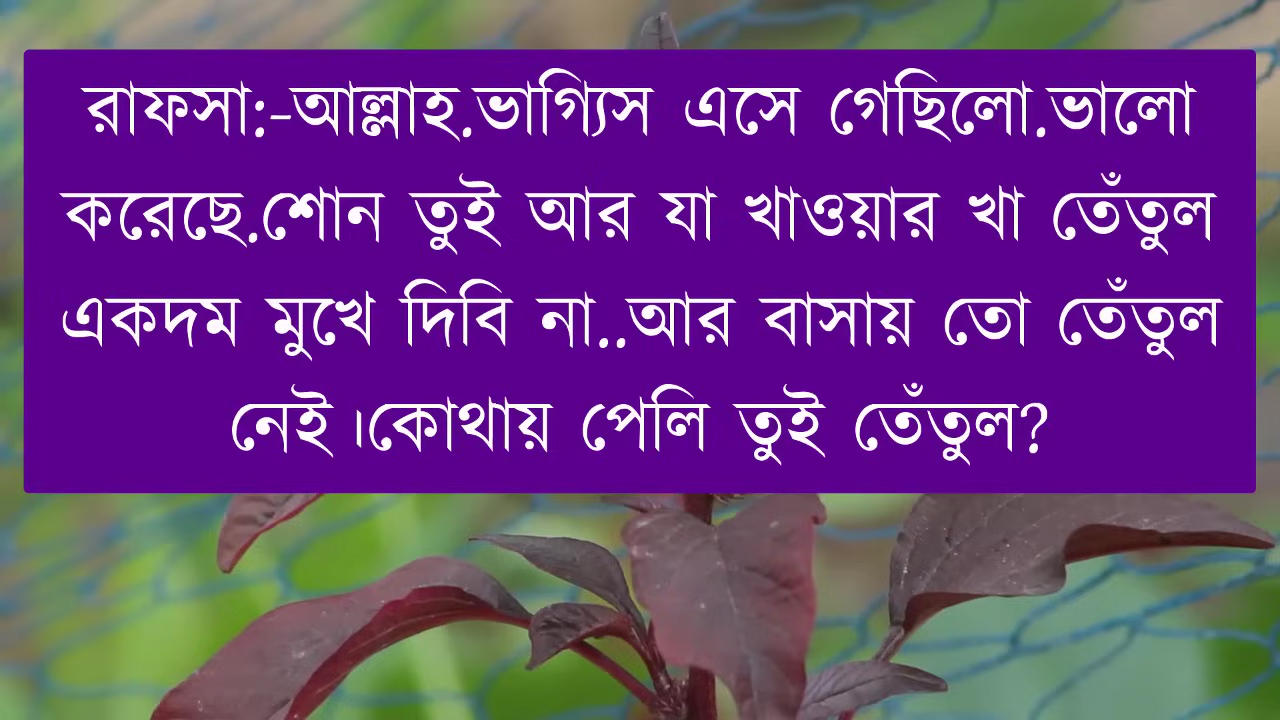 রাফসা:-আল্লাহ.ভাগ্যিস এসে গেছিলো.ভালো
করেছে.শোন তুই আর যা খাওয়ার খা তেঁতুল
একদম মুখে দিবি না..আর বাসায় তো তেঁতুল
নেই।কোথায় পেলি তুই তেঁতুল?